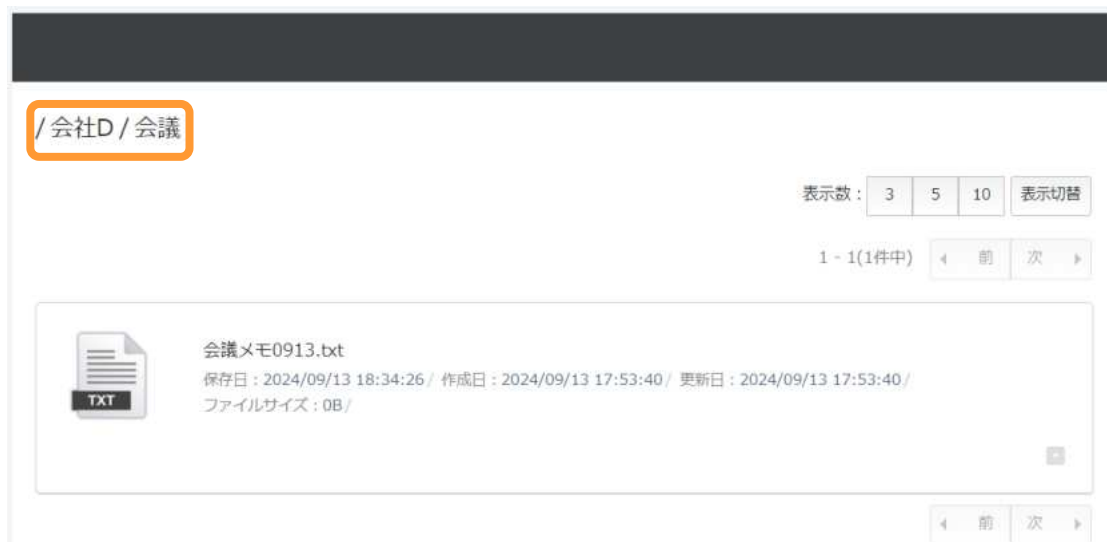 / 会社D / 会議
表示数： 3 5 10 表示切替
1 - 1(1件中) 前 次
会議メモ0913.txt
保存日：2024/09/13 18:34:26 / 作成日：2024/09/13 17:53:40 / 更新日：2024/09/13 17:53:40 /
TXT
ファイルサイズ：0B /
前 次